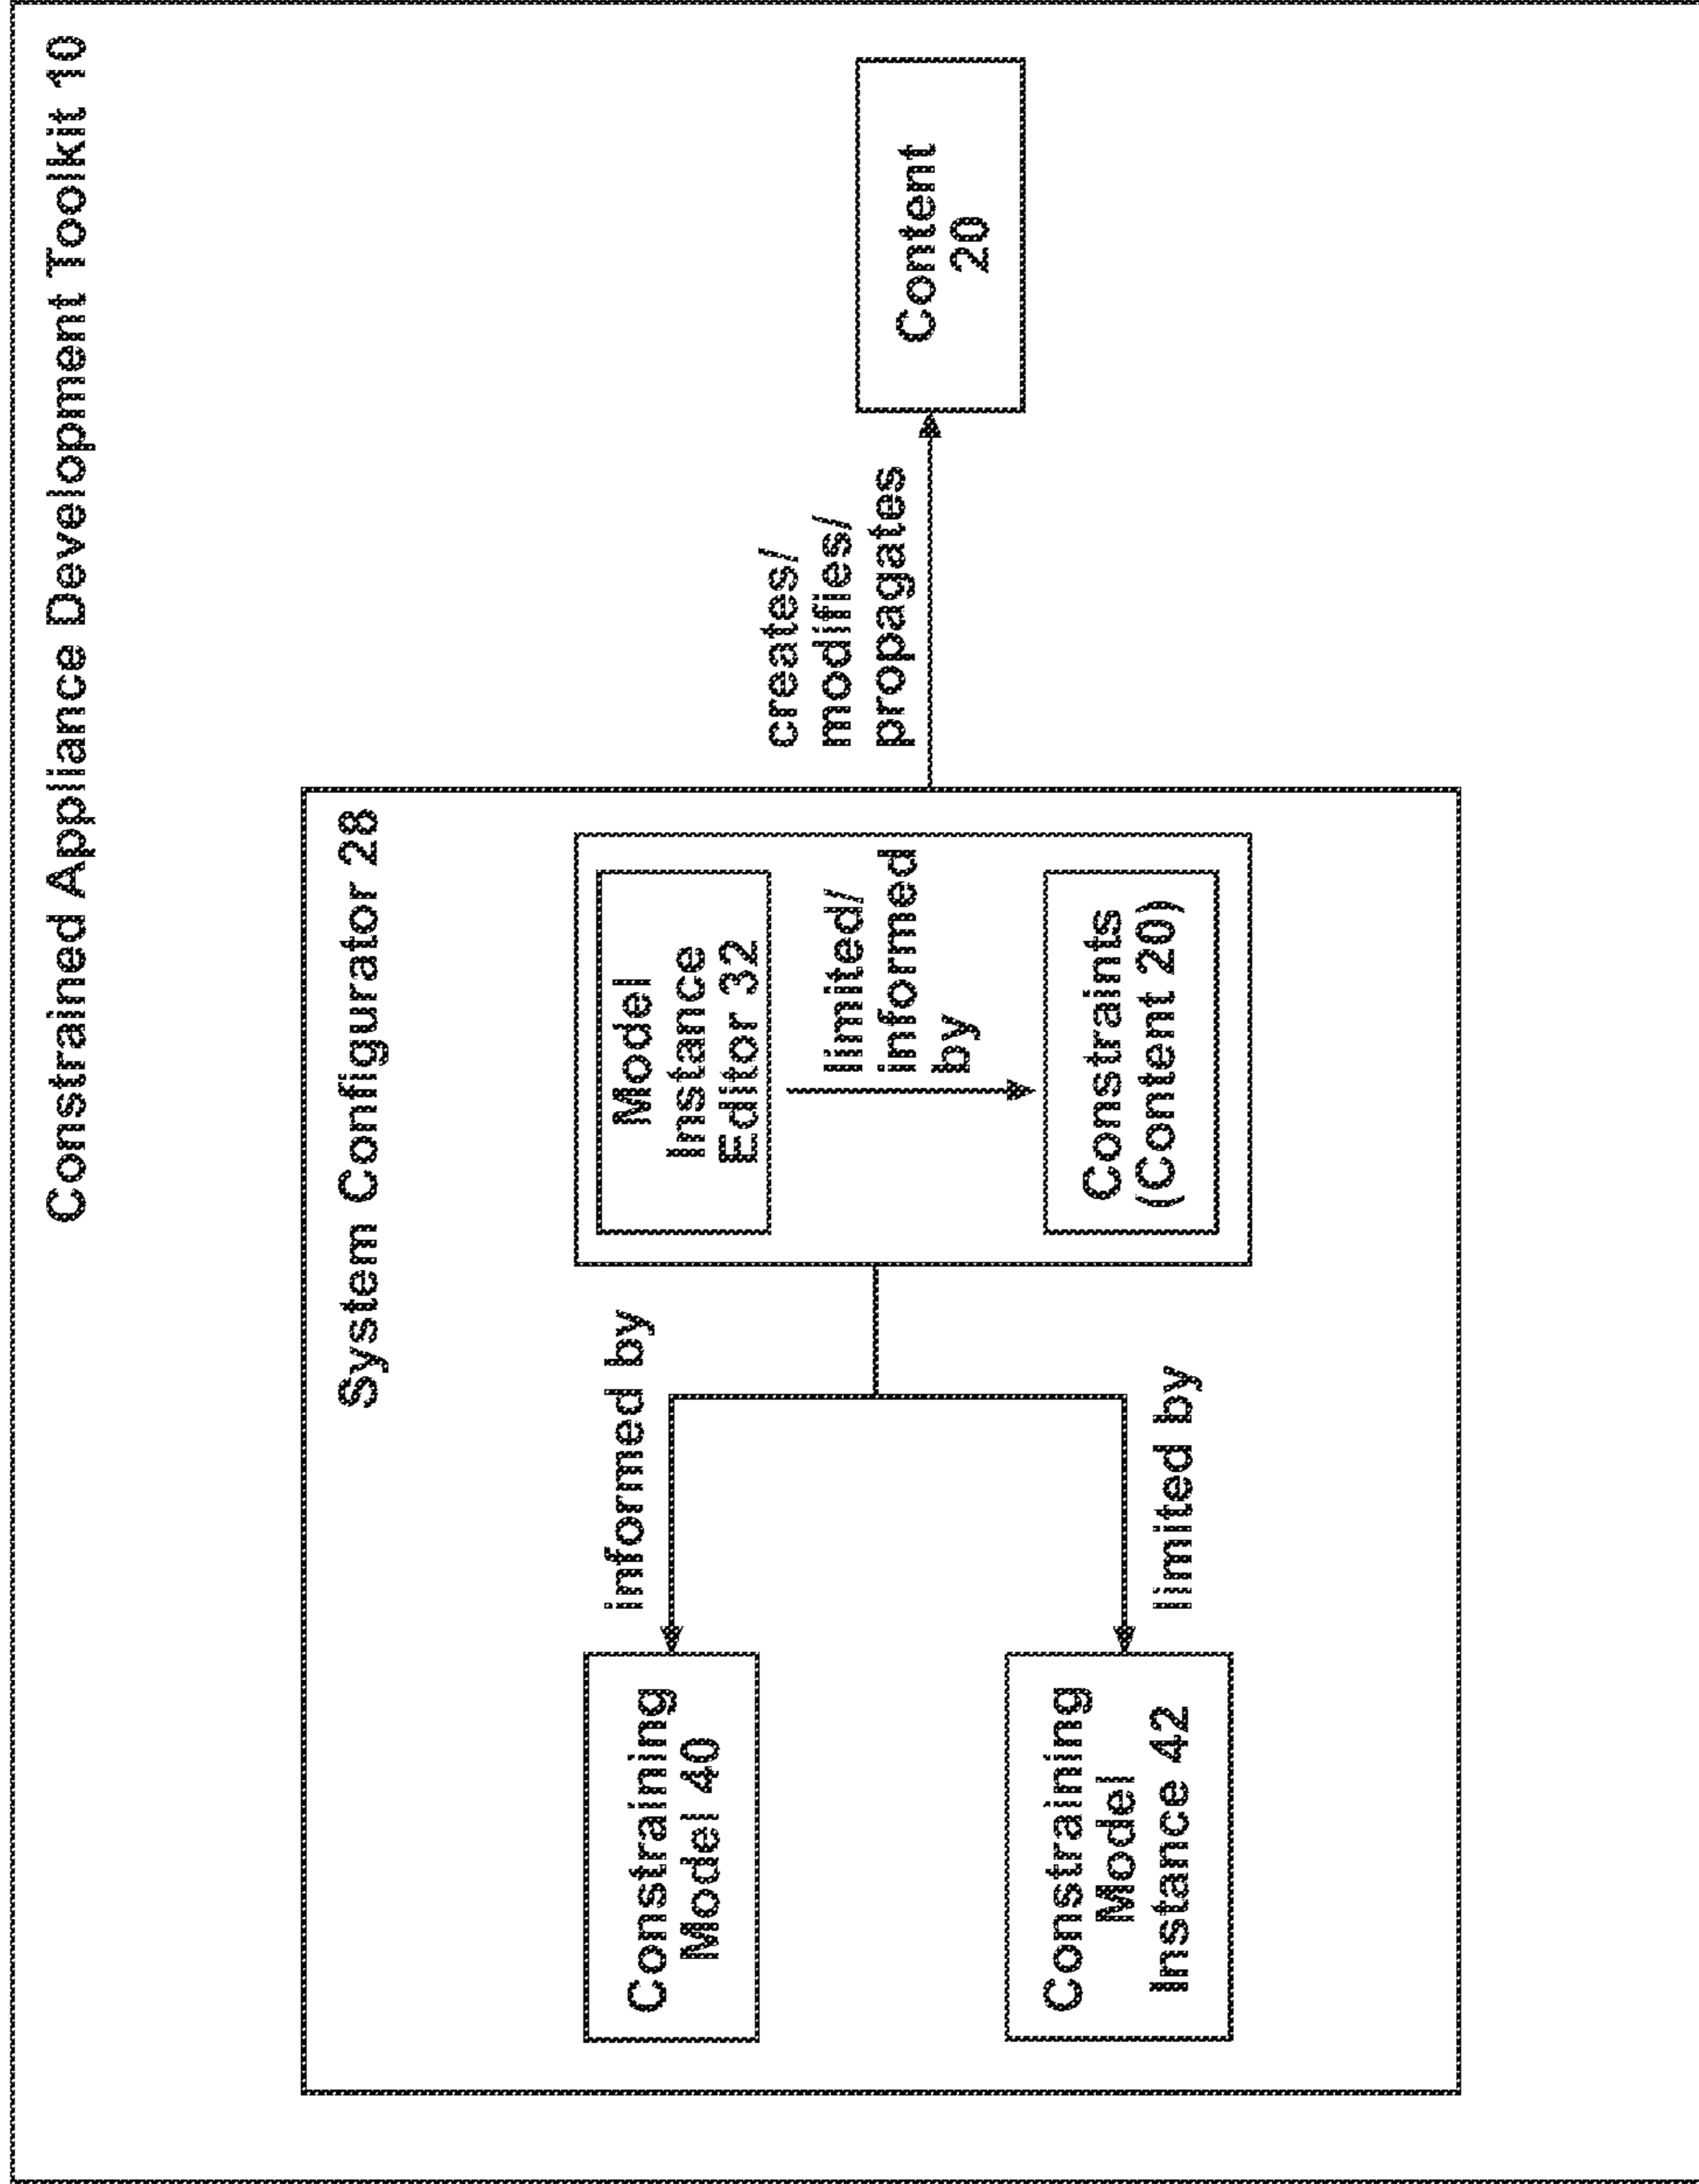 Constrained Appliance Development Toolkit 10
System Configurator 28
Constraining
Model 40
informed by
Model
Instance
Editor 32
creates/
modifies/
propagates
Content
20
limited/
informed
by
Constraining
Model
Instance 42
limited by
Constraints
(Content 20)